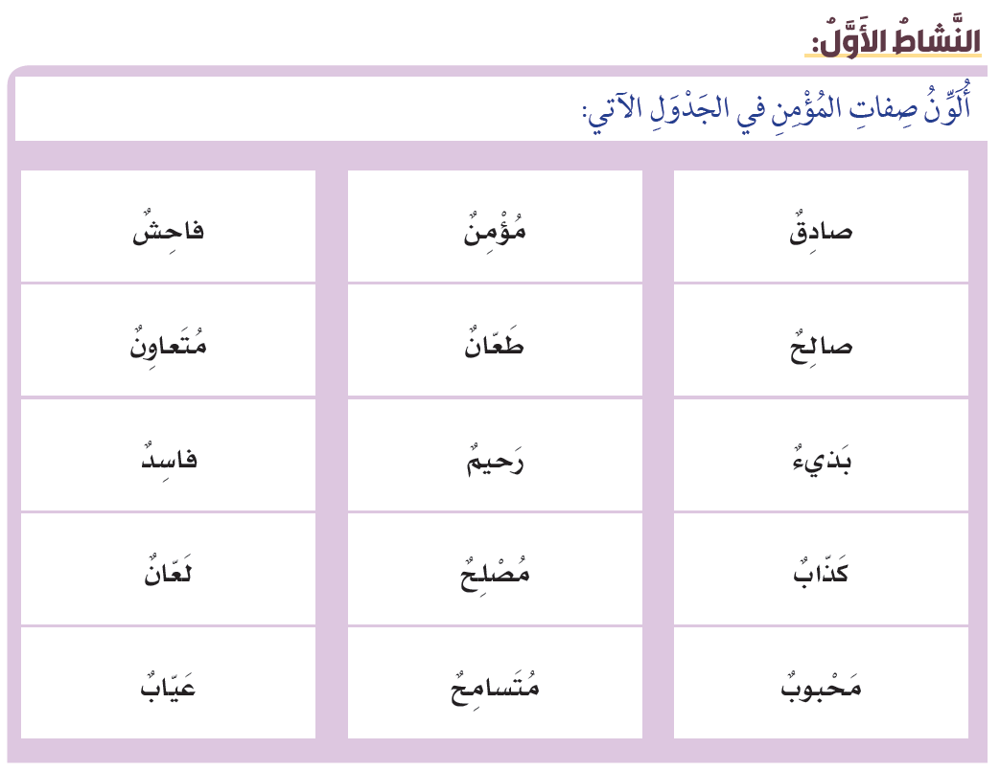 النَّشاطُ الأَوَّلُ:
أُلَوِّنُ صِفاتِ المُؤْمِنِ في الجَدْوَلِ الآتي:
صادِقٌ مُؤْمِنٌ فاحِشٌ
صالِحٌ طَعّانٌ مُتَعاوِنٌ
بَذيءٌ رَحيمٌ فاسِدٌ
كَذّابٌ مُصْلِحٌ لَعّانٌ
مَحْبوبٌ مُتَسامِحٌ عَيّابٌ